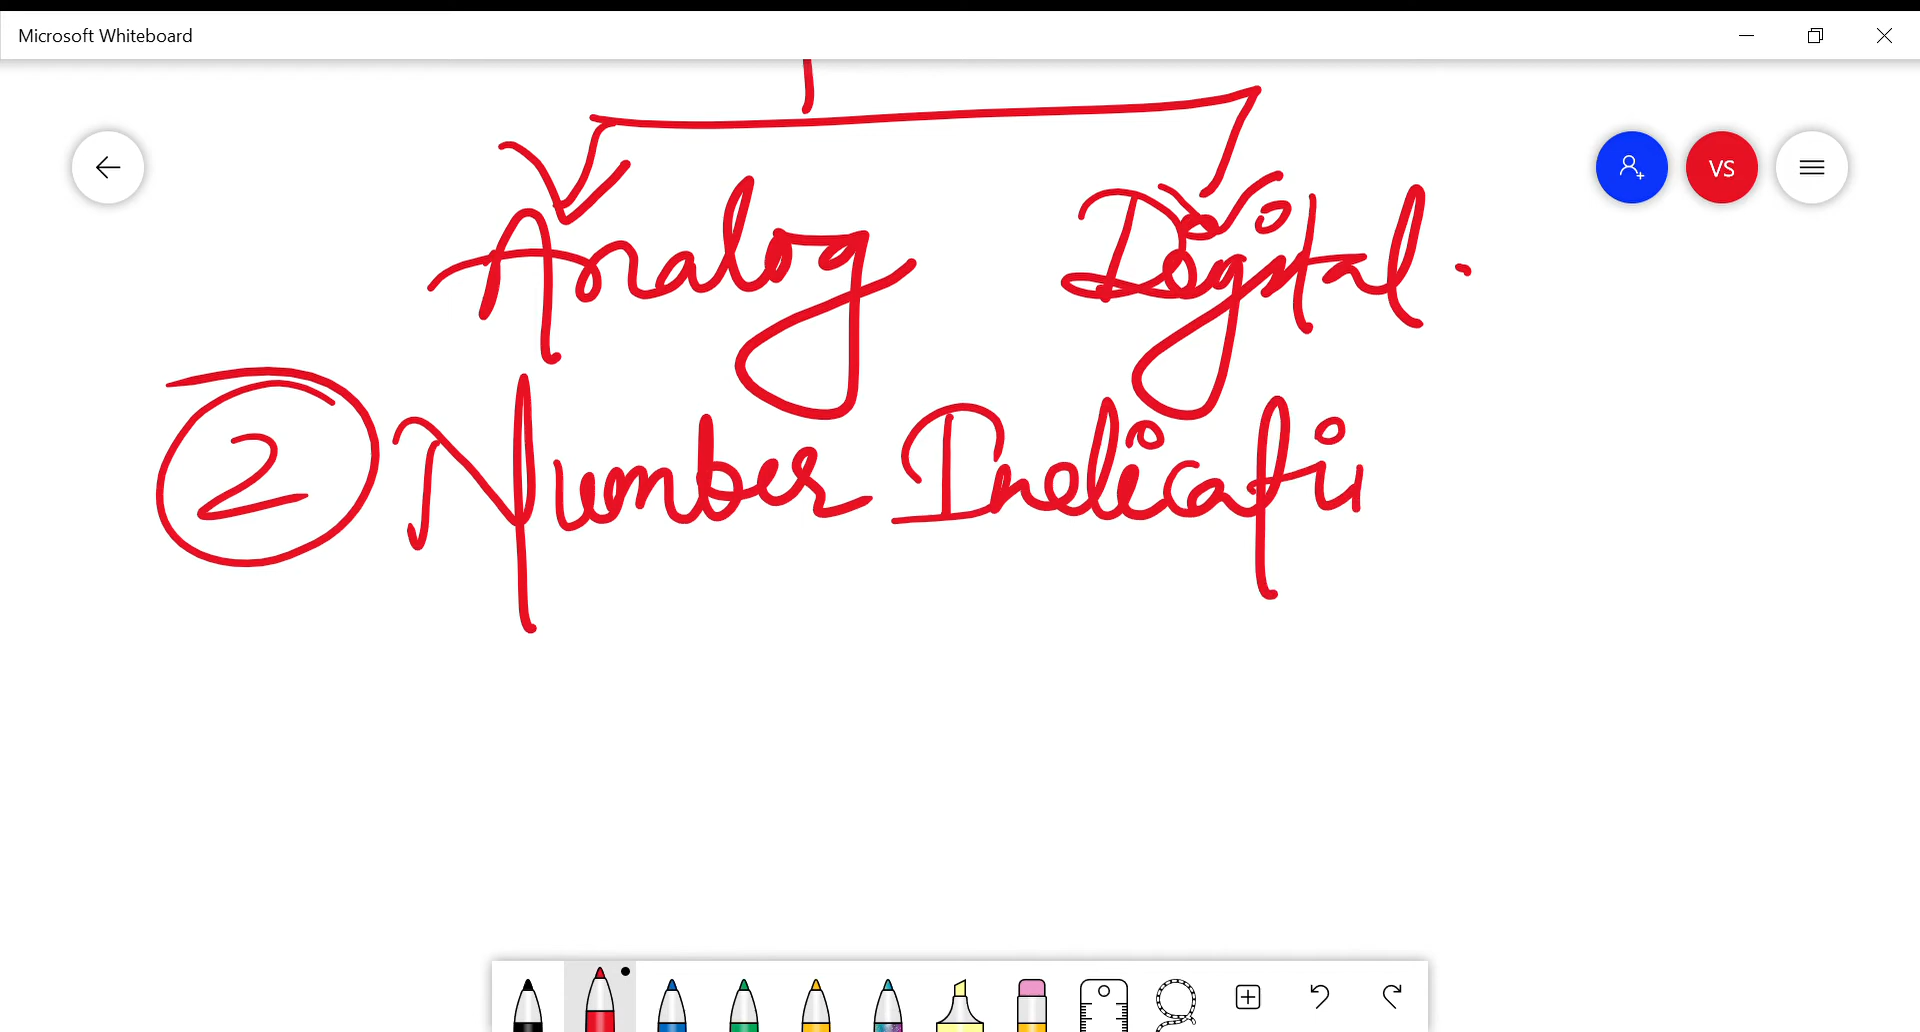 Microsoft Whiteboard
VS
Analog Digital.
② Number Indicati